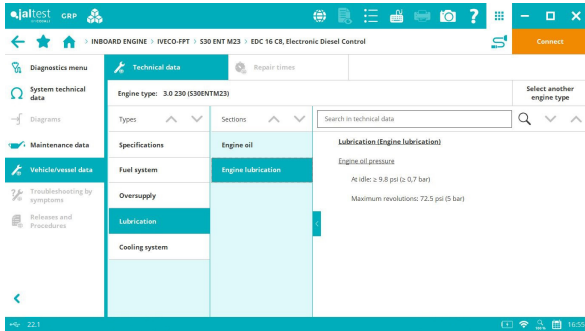 jaltest GRP
INBOARD ENGINE > IVECO-FPT > S30 ENT M23 > EDC 16 C8, Electronic Diesel Control
Connect
Diagnostics menu
System technical data
Diagrams
Maintenance data
Vehicle/vessel data
Troubleshooting by symptoms
Releases and Procedures
Technical data
Repair times
Engine type: 3.0 230 (S30ENTM23)
Select another engine type
Types
Specifications
Fuel system
Oversupply
Lubrication
Cooling system
Sections
Engine oil
Engine lubrication
Search in technical data
Lubrication (Engine lubrication)
Engine oil pressure
At idle: ≥ 9.8 psi (≥ 0,7 bar)
Maximum revolutions: 72.5 psi (5 bar)
22.1
16:55